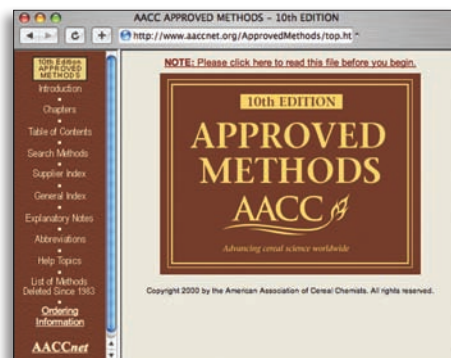 AACC APPROVED METHODS – 10th EDITION
http://www.aaccnet.org/ApprovedMethods/top.ht
10th Edition
APPROVED
METHODS
Introduction
Chapters
Table of Contents
Search Methods
Supplier Index
General Index
Explanatory Notes
Abbreviations
Help Topics
List of Methods
Deleted Since 1983
Ordering
Information
AACCnet
NOTE: Please click here to read this file before you begin.
10th EDITION
APPROVED
METHODS
AACC
Advancing cereal science worldwide
Copyright 2000 by the American Association of Cereal Chemists. All rights reserved.